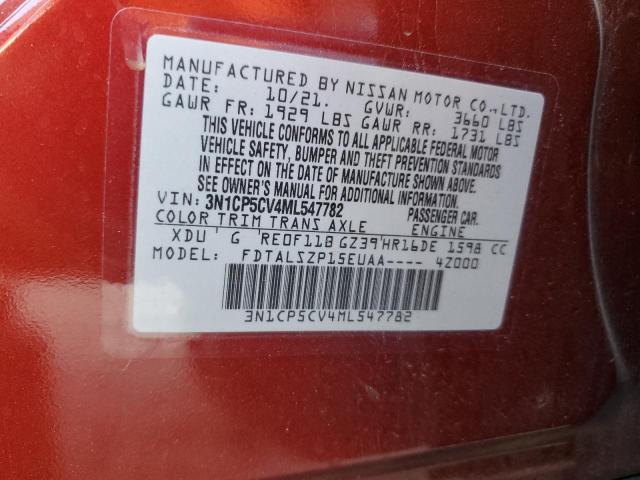 MANUFACTURED BY NISSAN MOTOR CO.,LTD.
DATE: 10/21. GVWR: 3660 LBS
GAWR FR: 1929 LBS GAWR RR: 1731 LBS
THIS VEHICLE CONFORMS TO ALL APPLICABLE FEDERAL MOTOR
VEHICLE SAFETY, BUMPER AND THEFT PREVENTION STANDARDS
IN EFFECT ON THE DATE OF MANUFACTURE SHOWN ABOVE.
SEE OWNER'S MANUAL FOR ADDITIONAL INFORMATION.
VIN: 3N1CP5CV4ML547782 PASSENGER CAR.
COLOR TRIM TRANS AXLE ENGINE
XDU G RE0F11B GZ39 HR16DE 1598 CC
MODEL: FDTALSZP15EUAA---- 4Z000
3N1CP5CV4ML547782